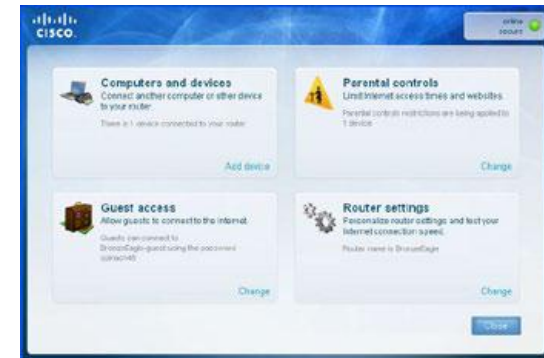 CISCO.
online
secure
Computers and devices
Connect another computer or other device
to your router
There is 1 device connected to your router
Add device
Parental controls
Limit Internet access times and websites.
Parental controls restrictions are being applied to
1 device
Change
Guest access
Allow guests to connect to the internet.
Guests can connect to
BronzeEagle-guest using the password
Change
Router settings
Personalize router settings and test your
Internet connection speed.
Router name is BronzeEagle
Change
Close